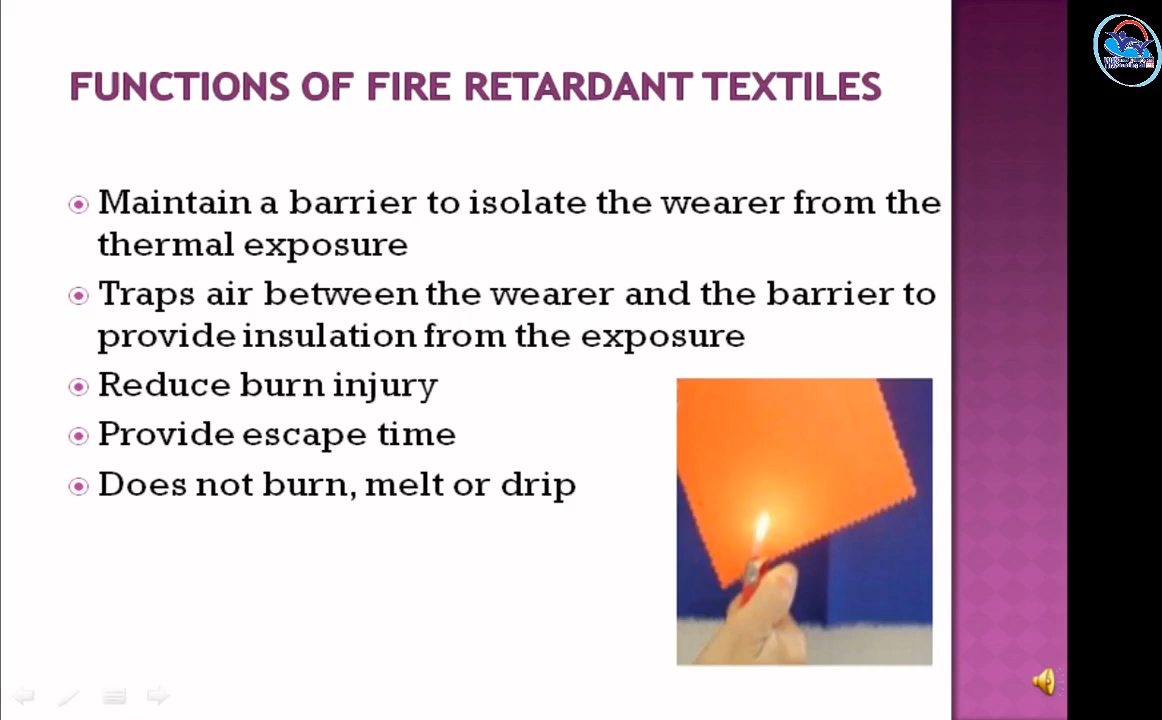 FUNCTIONS OF FIRE RETARDANT TEXTILES
Maintain a barrier to isolate the wearer from the
thermal exposure
Traps air between the wearer and the barrier to
provide insulation from the exposure
Reduce burn injury
Provide escape time
Does not burn, melt or drip